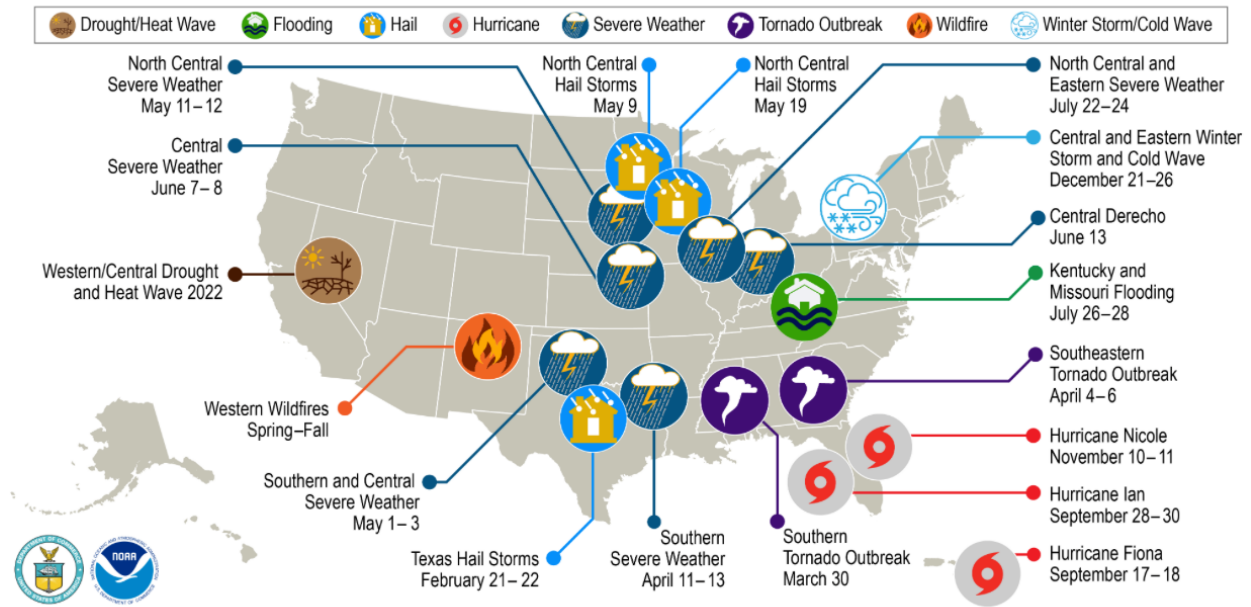 Drought/Heat Wave
Flooding
Hail
Hurricane
Severe Weather
Tornado Outbreak
Wildfire
Winter Storm/Cold Wave
North Central
Severe Weather
May 11–12
North Central
Hail Storms
May 9
North Central
Hail Storms
May 19
North Central and
Eastern Severe Weather
July 22–24
Central
Severe Weather
June 7–8
Central and Eastern Winter
Storm and Cold Wave
December 21–26
Central Derecho
June 13
Western/Central Drought
and Heat Wave 2022
Kentucky and
Missouri Flooding
July 26–28
Southeastern
Tornado Outbreak
April 4–6
Western Wildfires
Spring–Fall
Hurricane Nicole
November 10–11
Southern and Central
Severe Weather
May 1–3
Hurricane Ian
September 28–30
Texas Hail Storms
February 21–22
Southern
Severe Weather
April 11–13
Southern
Tornado Outbreak
March 30
Hurricane Fiona
September 17–18
NOAA